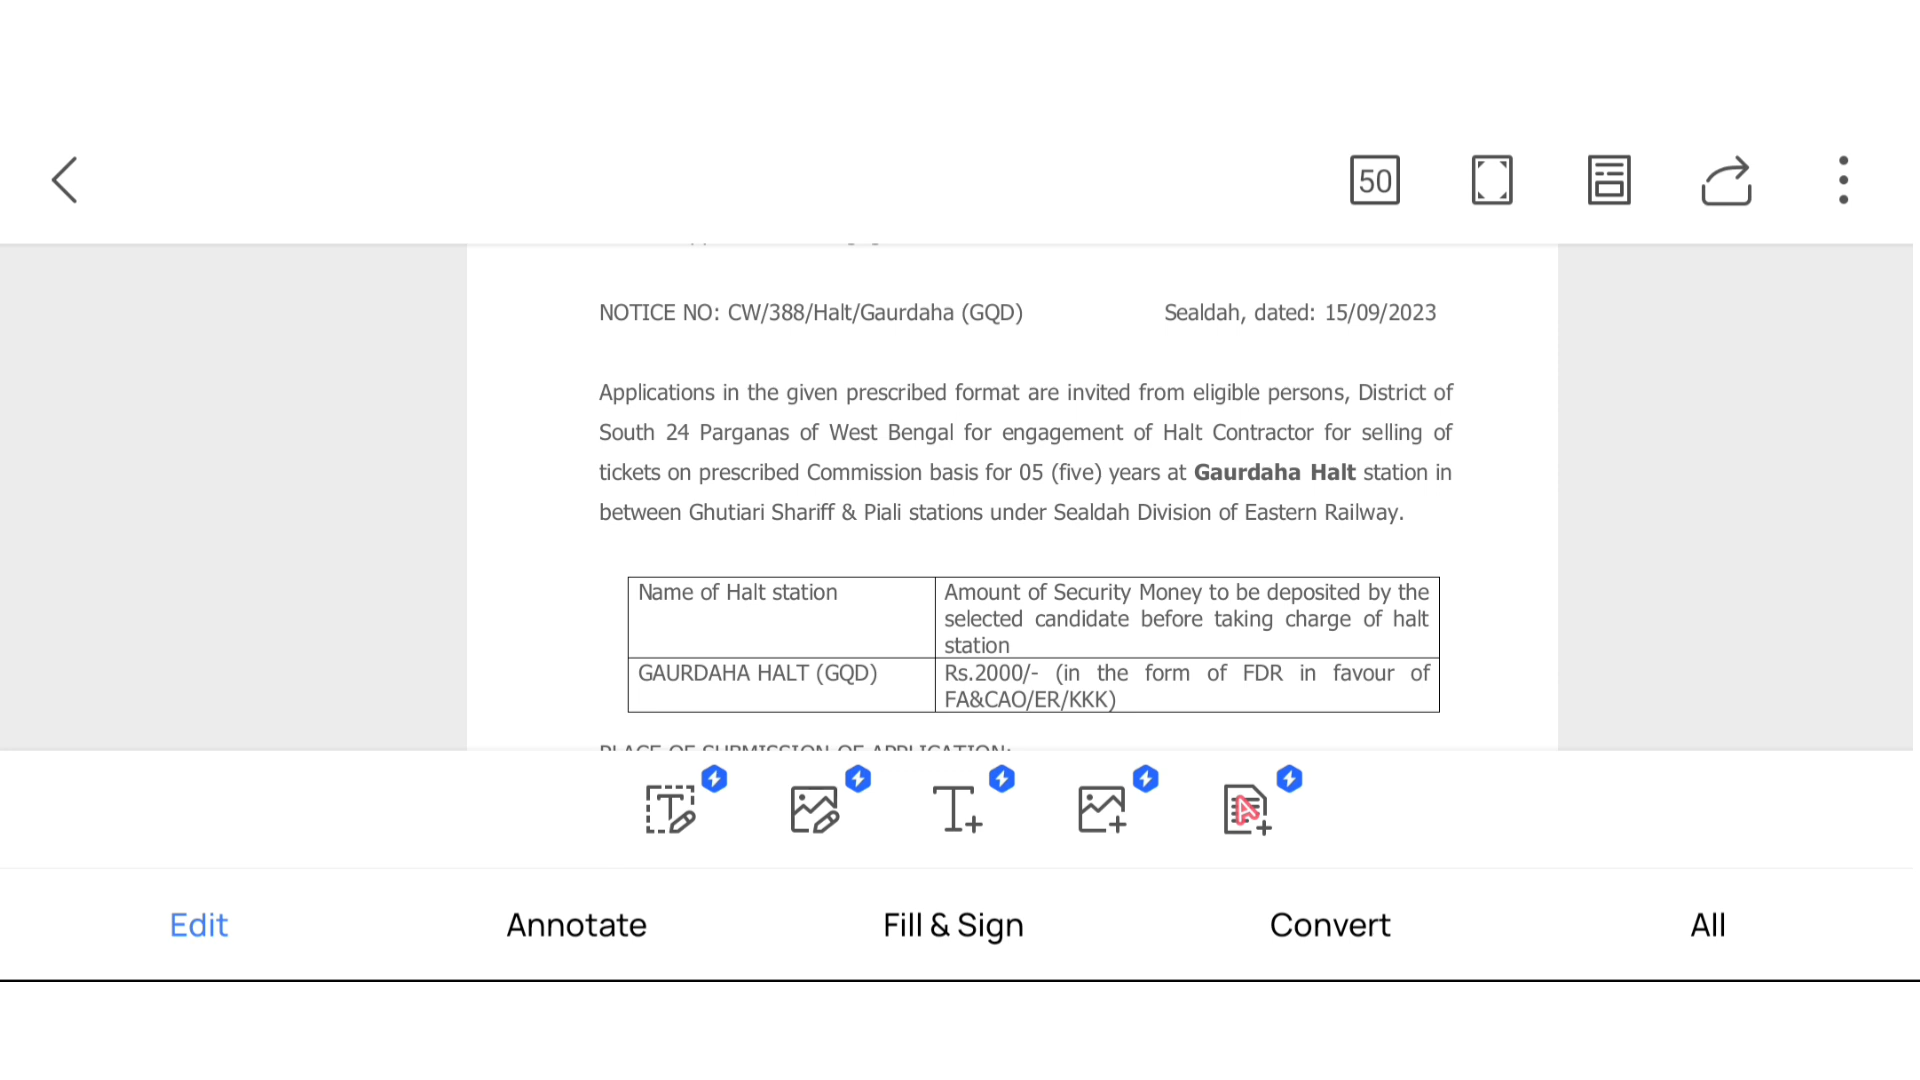 50
NOTICE NO: CW/388/Halt/Gaurdaha (GQD) Sealdah, dated: 15/09/2023
Applications in the given prescribed format are invited from eligible persons, District of
South 24 Parganas of West Bengal for engagement of Halt Contractor for selling of
tickets on prescribed Commission basis for 05 (five) years at Gaurdaha Halt station in
between Ghutiari Shariff & Piali stations under Sealdah Division of Eastern Railway.
Name of Halt station
Amount of Security Money to be deposited by the
selected candidate before taking charge of halt
station
GAURDAHA HALT (GQD)
Rs.2000/- (in the form of FDR in favour of
FA&CAO/ER/KKK)
PLACE OF SUBMISSION OF APPLICATION:
Edit
Annotate
Fill & Sign
Convert
All